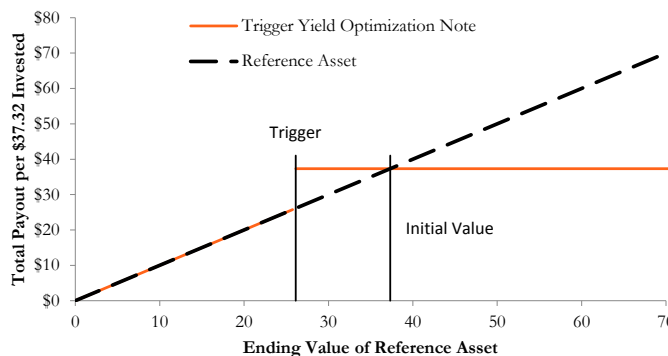 $80
$70
$60
$50
$40
$30
$20
$10
$0
Total Payout per $37.32 Invested
Trigger Yield Optimization Note
Reference Asset
Trigger
Initial Value
0 10 20 30 40 50 60 70
Ending Value of Reference Asset